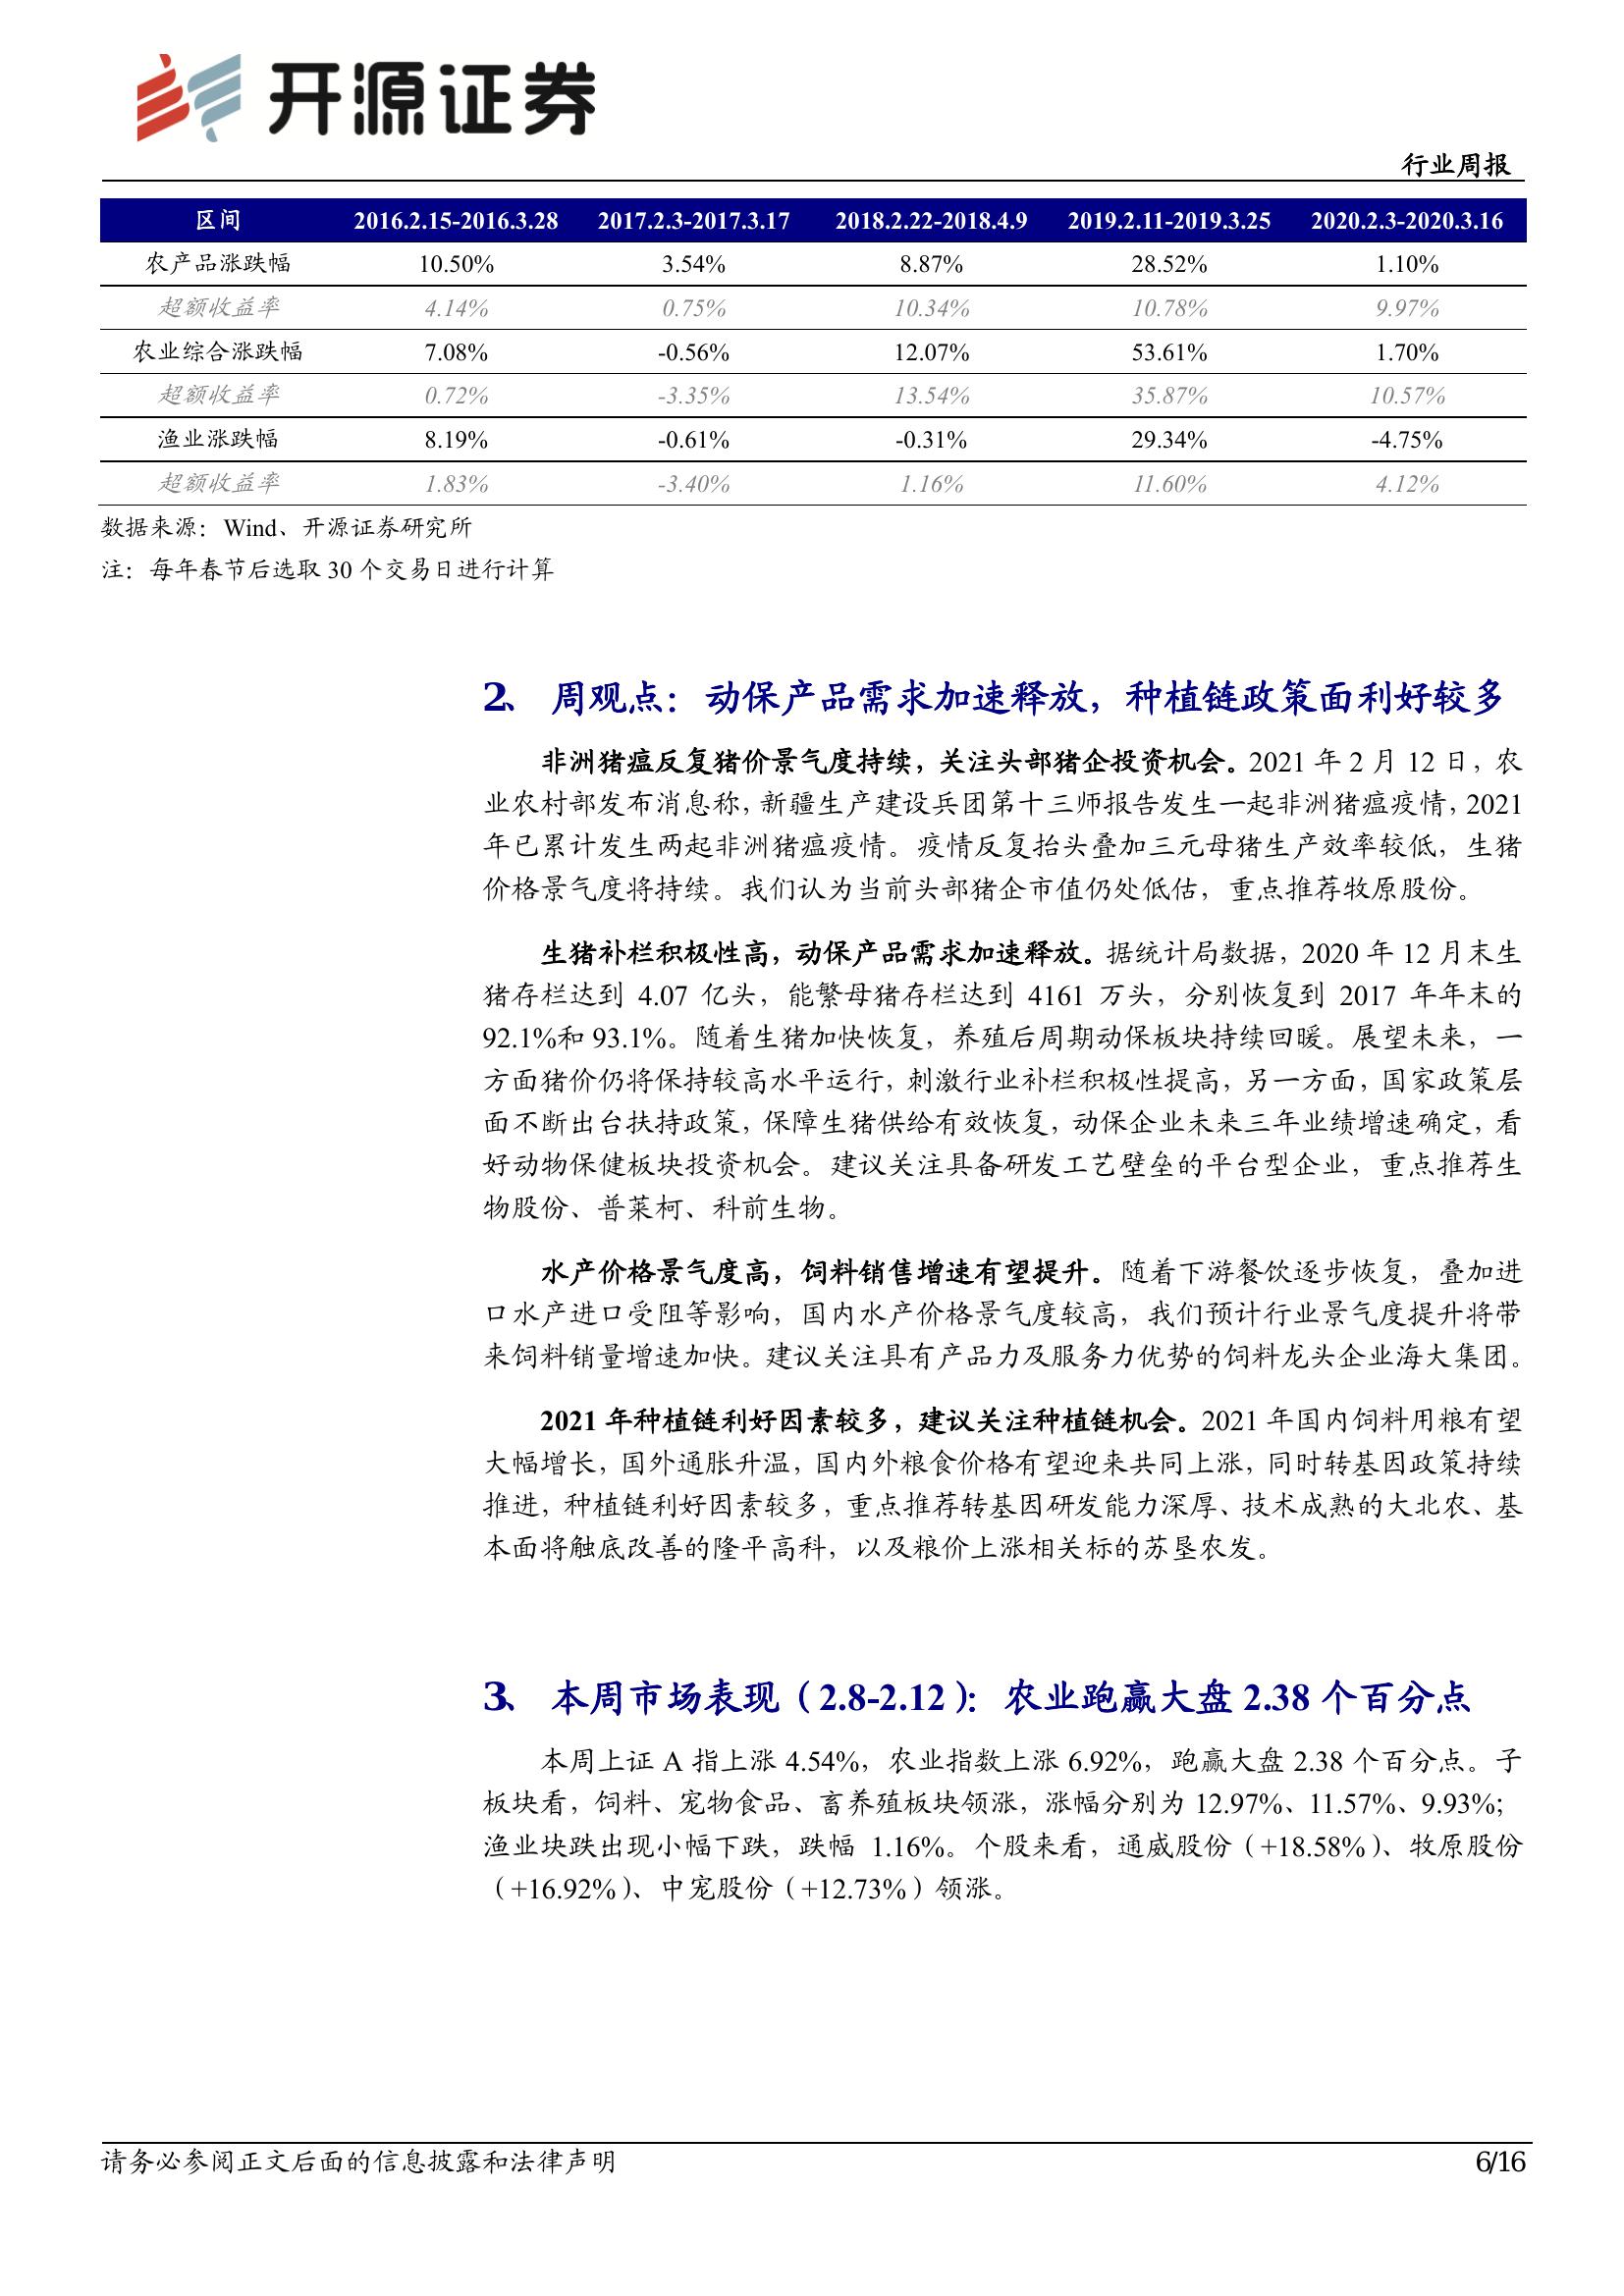 开源证券
行业周报
区间 2016.2.15-2016.3.28 2017.2.3-2017.3.17 2018.2.22-2018.4.9 2019.2.11-2019.3.25 2020.2.3-2020.3.16
农产品涨跌幅 10.50% 3.54% 8.87% 28.52% 1.10%
超额收益率 4.14% 0.75% 10.34% 10.78% 9.97%
农业综合涨跌幅 7.08% -0.56% 12.07% 53.61% 1.70%
超额收益率 0.72% -3.35% 13.54% 35.87% 10.57%
渔业涨跌幅 8.19% -0.61% -0.31% 29.34% -4.75%
超额收益率 1.83% -3.40% 1.16% 11.60% 4.12%
数据来源：Wind、开源证券研究所
注：每年春节后选取 30 个交易日进行计算
2、 周观点：动保产品需求加速释放，种植链政策面利好较多
非洲猪瘟反复猪价景气度持续，关注头部猪企投资机会。2021 年 2 月 12 日，农
业农村部发布消息称，新疆生产建设兵团第十三师报告发生一起非洲猪瘟疫情，2021
年已累计发生两起非洲猪瘟疫情。疫情反复抬头叠加三元母猪生产效率较低，生猪
价格景气度将持续。我们认为当前头部猪企市值仍处低估，重点推荐牧原股份。
生猪补栏积极性高，动保产品需求加速释放。据统计局数据，2020 年 12 月末生
猪存栏达到 4.07 亿头，能繁母猪存栏达到 4161 万头，分别恢复到 2017 年年末的
92.1%和 93.1%。随着生猪加快恢复，养殖后周期动保板块持续回暖。展望未来，一
方面猪价仍将保持较高水平运行，刺激行业补栏积极性提高，另一方面，国家政策层
面不断出台扶持政策，保障生猪供给有效恢复，动保企业未来三年业绩增速确定，看
好动物保健板块投资机会。建议关注具备研发工艺壁垒的平台型企业，重点推荐生
物股份、普莱柯、科前生物。
水产价格景气度高，饲料销售增速有望提升。随着下游餐饮逐步恢复，叠加进
口水产进口受阻等影响，国内水产价格景气度较高，我们预计行业景气度提升将带
来饲料销量增速加快。建议关注具有产品力及服务力优势的饲料龙头企业海大集团。
2021 年种植链利好因素较多，建议关注种植链机会。2021 年国内饲料用粮有望
大幅增长，国外通胀升温，国内外粮食价格有望迎来共同上涨，同时转基因政策持续
推进，种植链利好因素较多，重点推荐转基因研发能力深厚、技术成熟的大北农、基
本面将触底改善的隆平高科，以及粮价上涨相关标的苏垦农发。
3、 本周市场表现（2.8-2.12）：农业跑赢大盘 2.38 个百分点
本周上证 A 指上涨 4.54%，农业指数上涨 6.92%，跑赢大盘 2.38 个百分点。子
板块看，饲料、宠物食品、畜养殖板块领涨，涨幅分别为 12.97%、11.57%、9.93%；
渔业块跌出现小幅下跌，跌幅 1.16%。个股来看，通威股份（+18.58%）、牧原股份
（+16.92%）、中宠股份（+12.73%）领涨。
请务必参阅正文后面的信息披露和法律声明 6/16